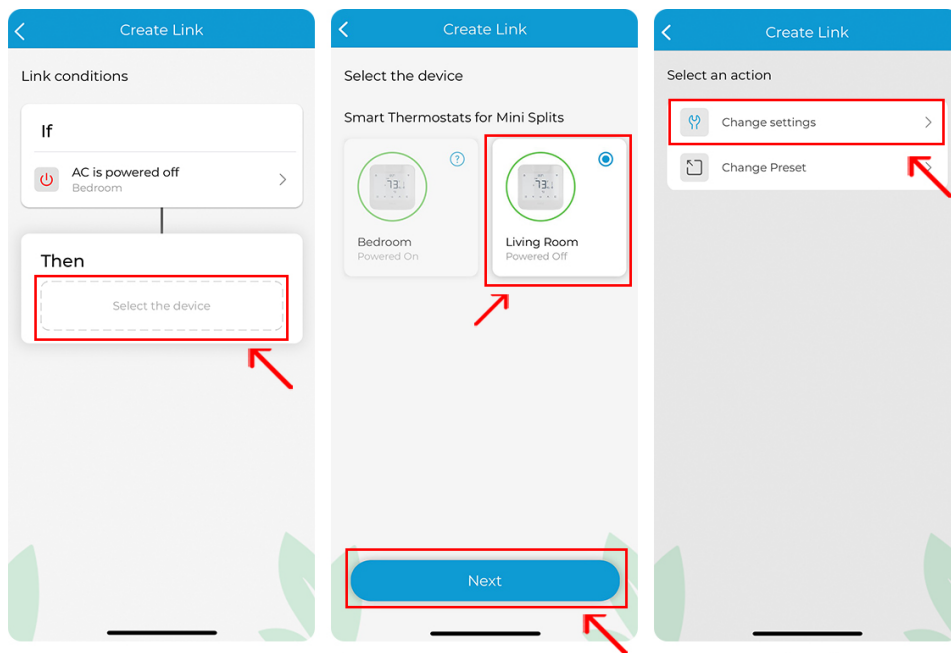 Create Link
Link conditions
If
AC is powered off
Bedroom
Then
Select the device
Create Link
Select the device
Smart Thermostats for Mini Splits
?
73
Bedroom
Powered On
73
Living Room
Powered Off
Next
Create Link
Select an action
Change settings
Change Preset